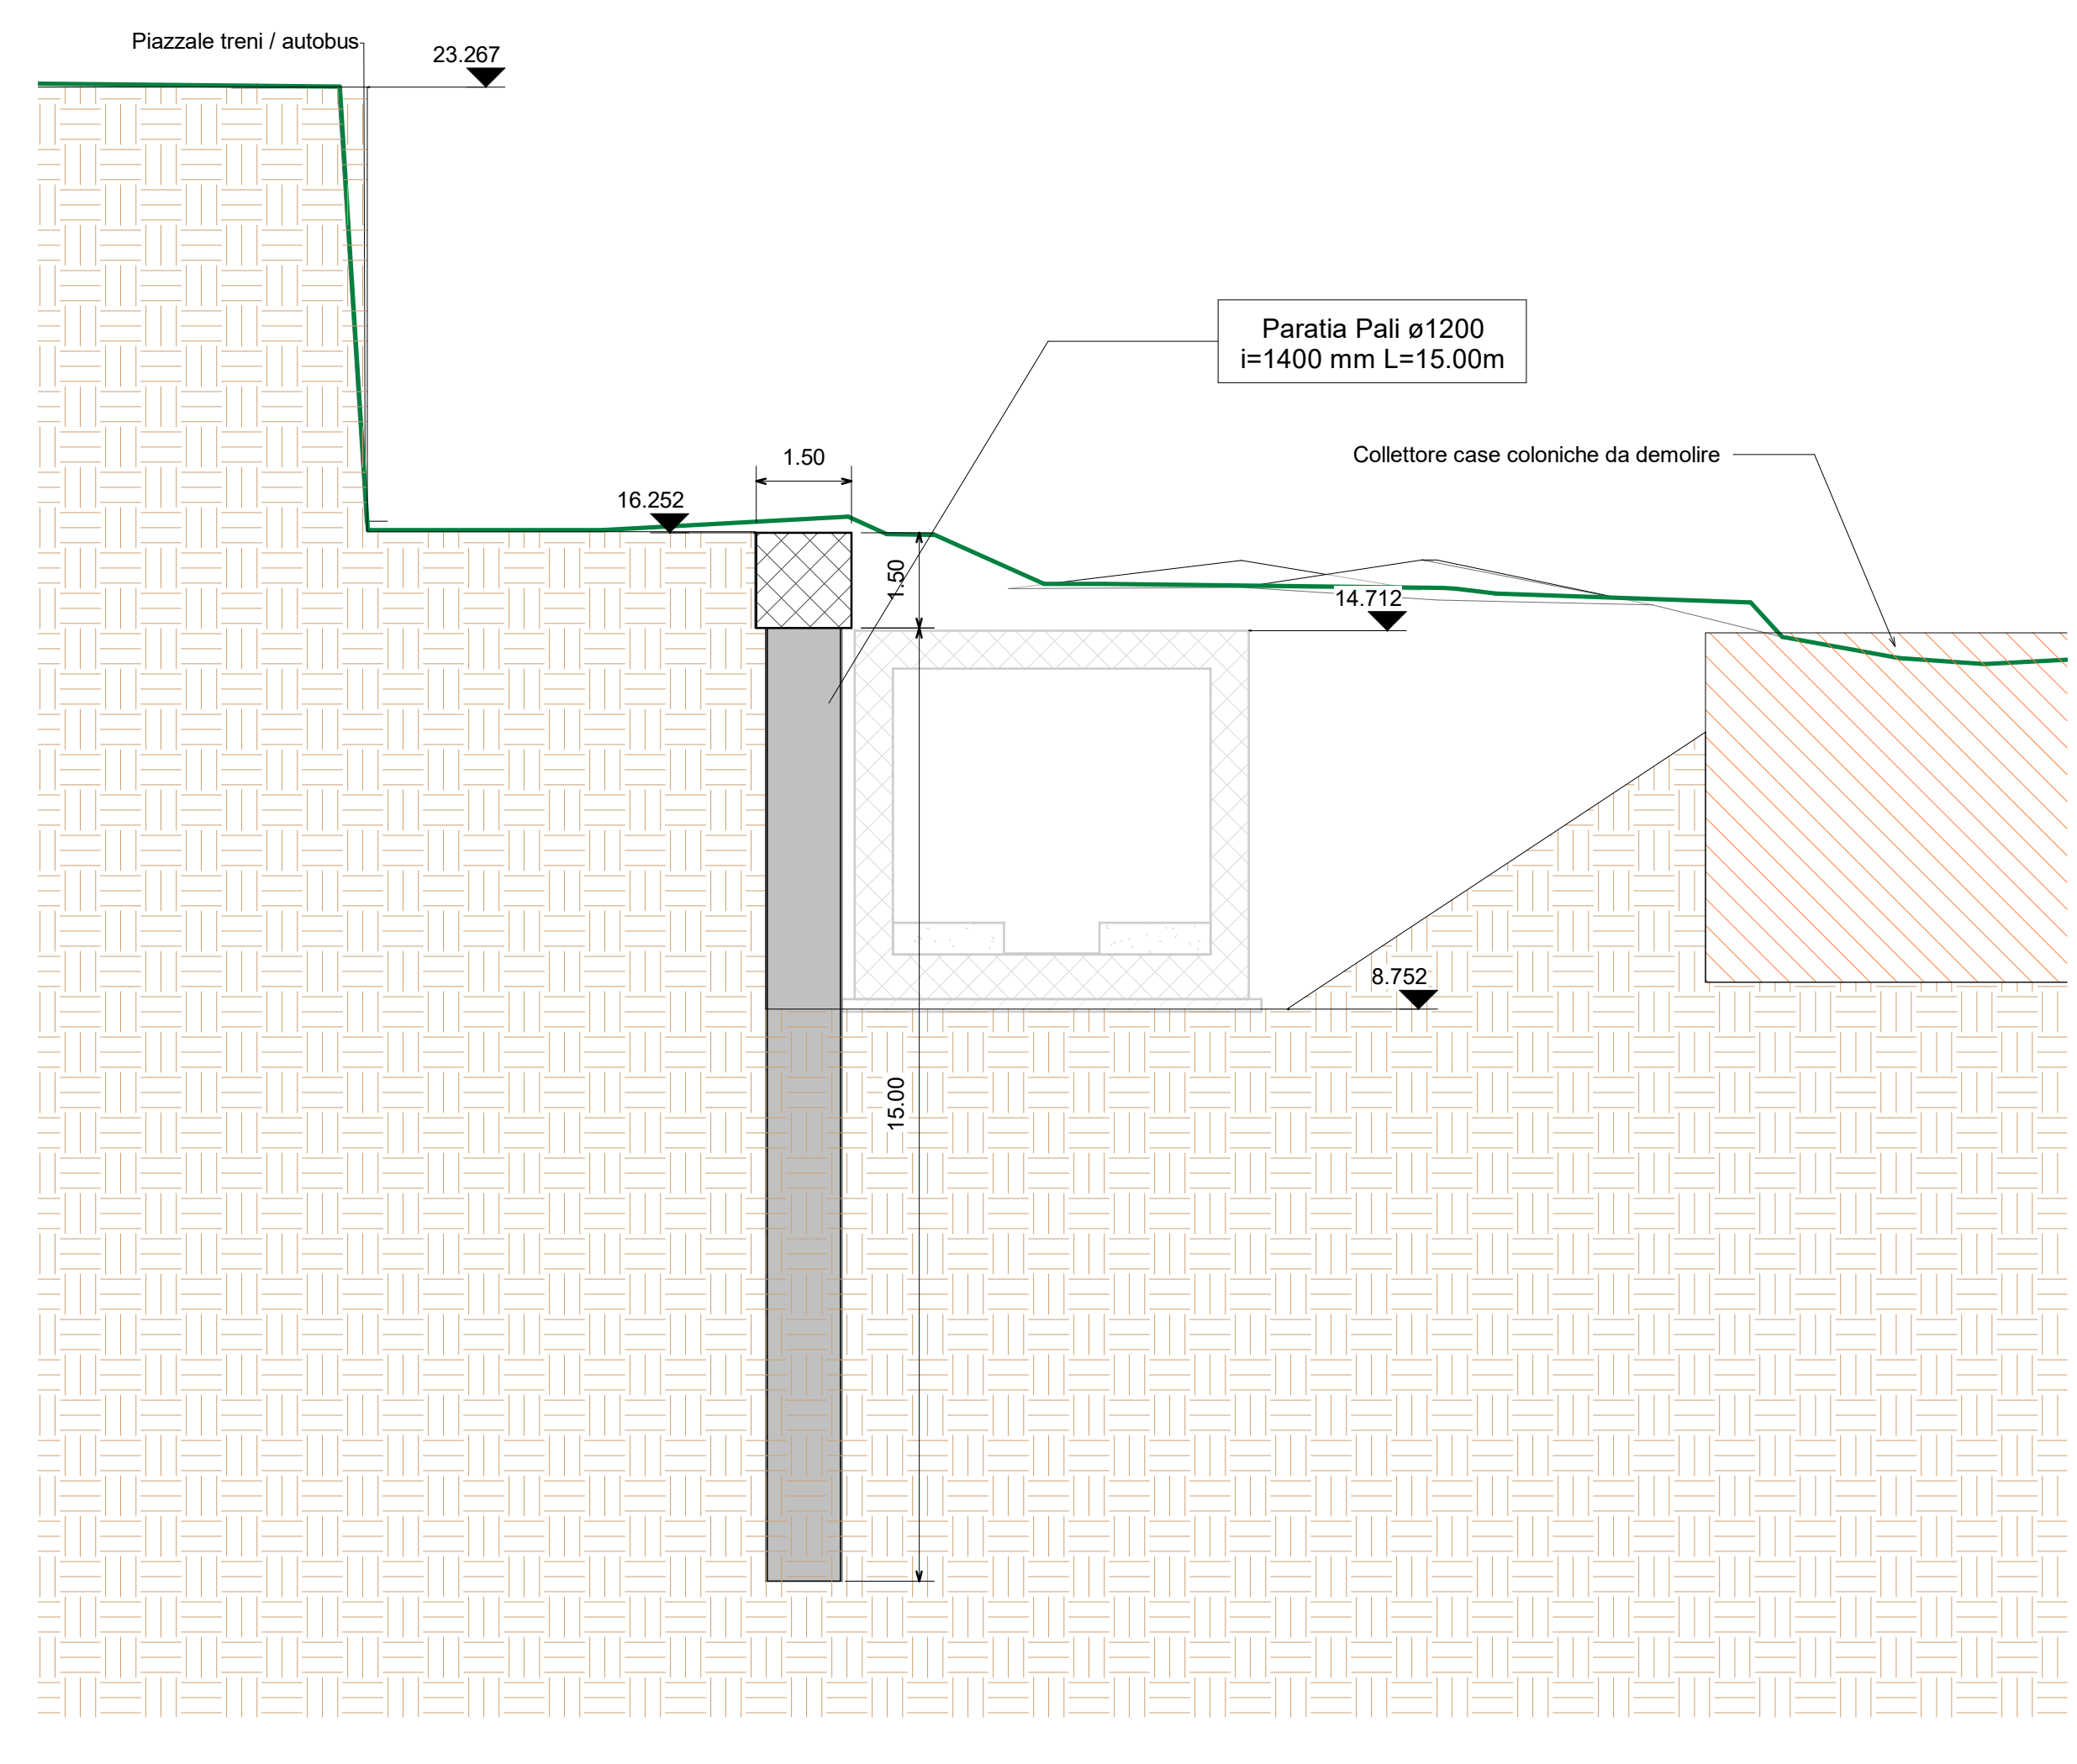 Piazzale treni / autobus
23.267
Paratia Pali ø1200
i=1400 mm L=15.00m
1.50
Collettore case coloniche da demolire
16.252
1.50
14.712
8.752
15.00